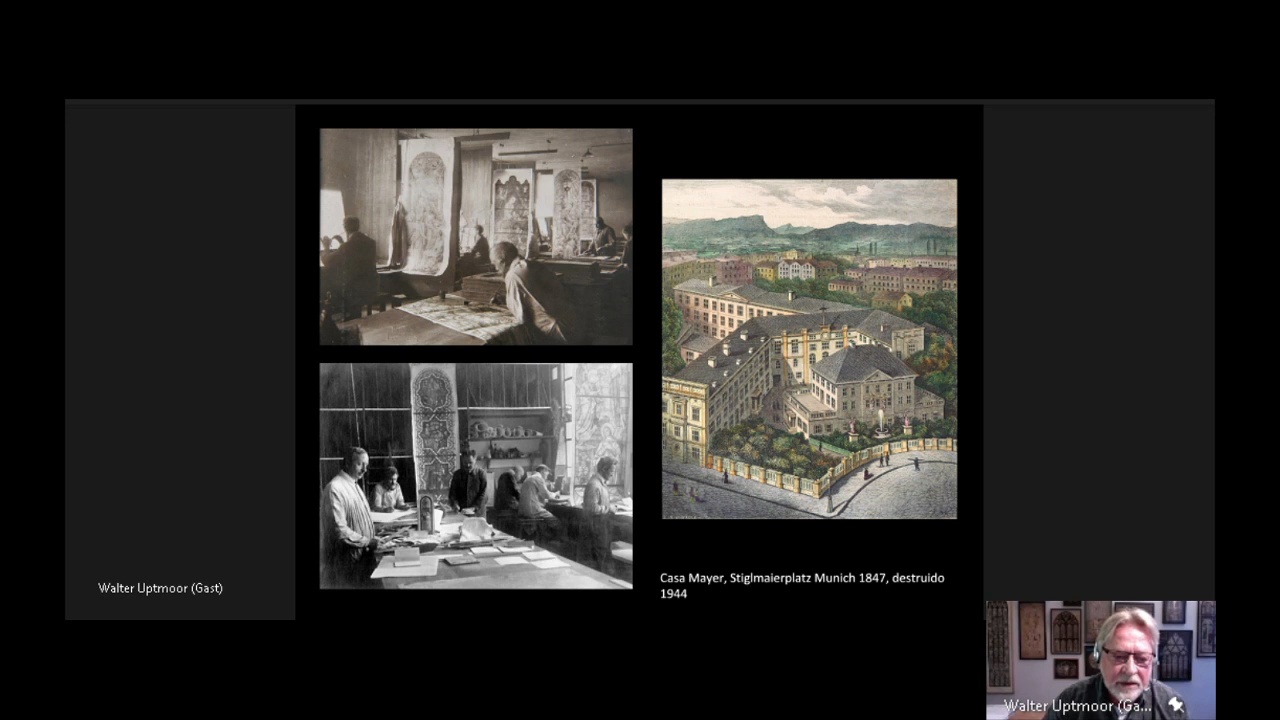 Walter Uptmoor (Gast)
Casa Mayer, Stiglmaierplatz Munich 1847, destruido
1944
Walter Uptmoor (Ga...